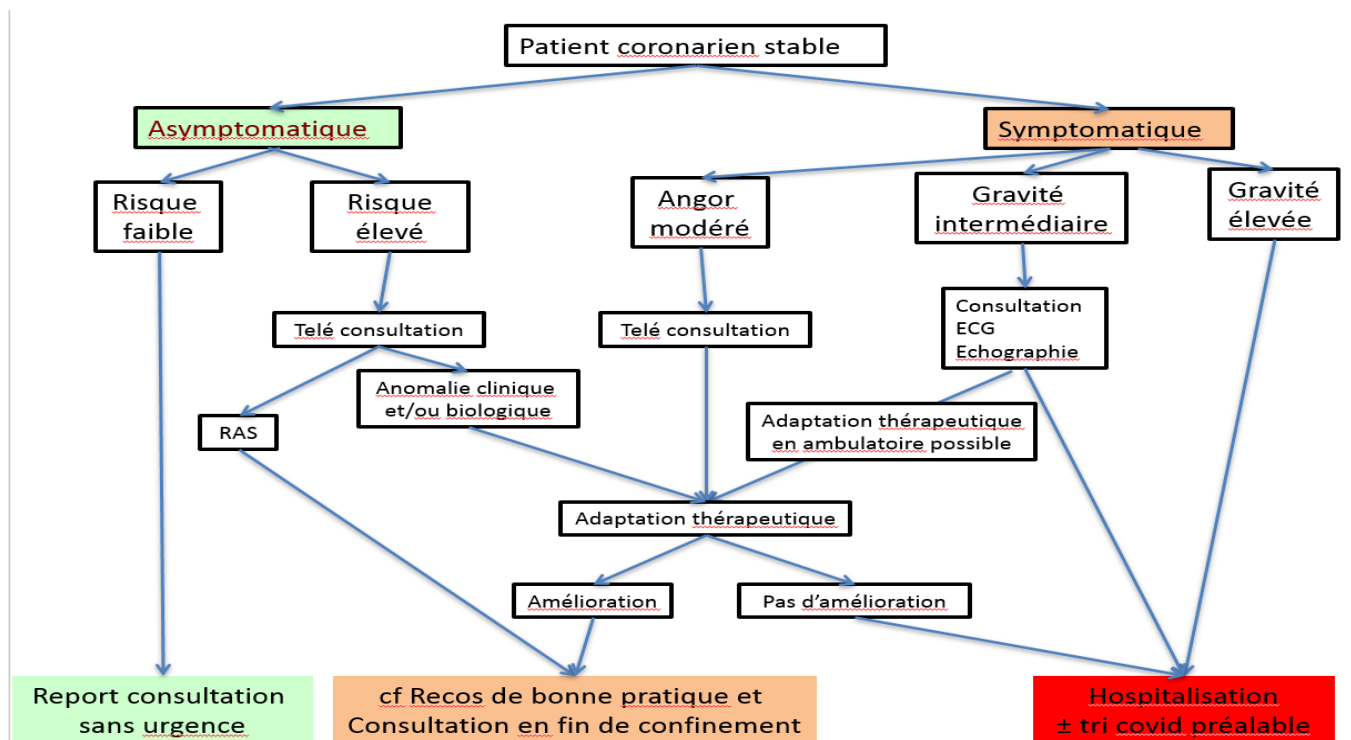 Patient coronarien stable
Asymptomatique
Symptomatique
Risque
faible
Risque
élevé
Angor
modéré
Gravité
intermédiaire
Gravité
élevée
Telé consultation
Telé consultation
Consultation
ECG
Echographie
Anomalie clinique
et/ou biologique
RAS
Adaptation thérapeutique
en ambulatoire possible
Adaptation thérapeutique
Amélioration
Pas d'amélioration
Report consultation
sans urgence
cf Recos de bonne pratique et
Consultation en fin de confinement
Hospitalisation
± tri covid préalable